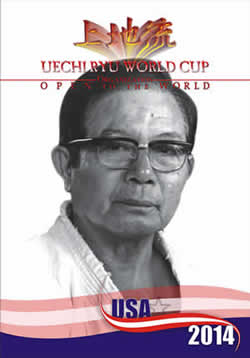 上地流
UECHI RYU WORLD CUP
OPEN TO THE WORLD
USA
2014